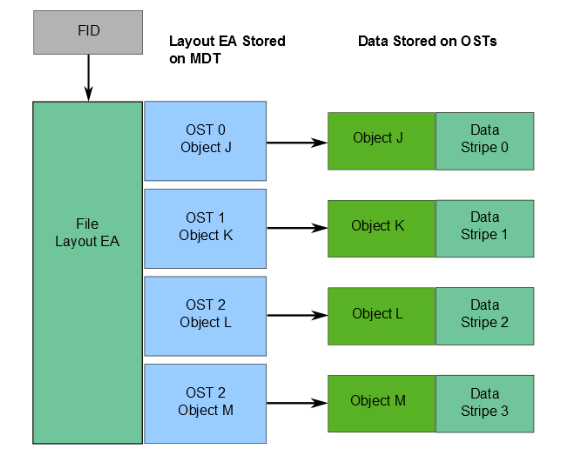 FID
Layout EA Stored
on MDT
Data Stored on OSTs
File
Layout EA
OST 0
Object J
Object J
Data
Stripe 0
OST 1
Object K
Object K
Data
Stripe 1
OST 2
Object L
Object L
Data
Stripe 2
OST 2
Object M
Object M
Data
Stripe 3